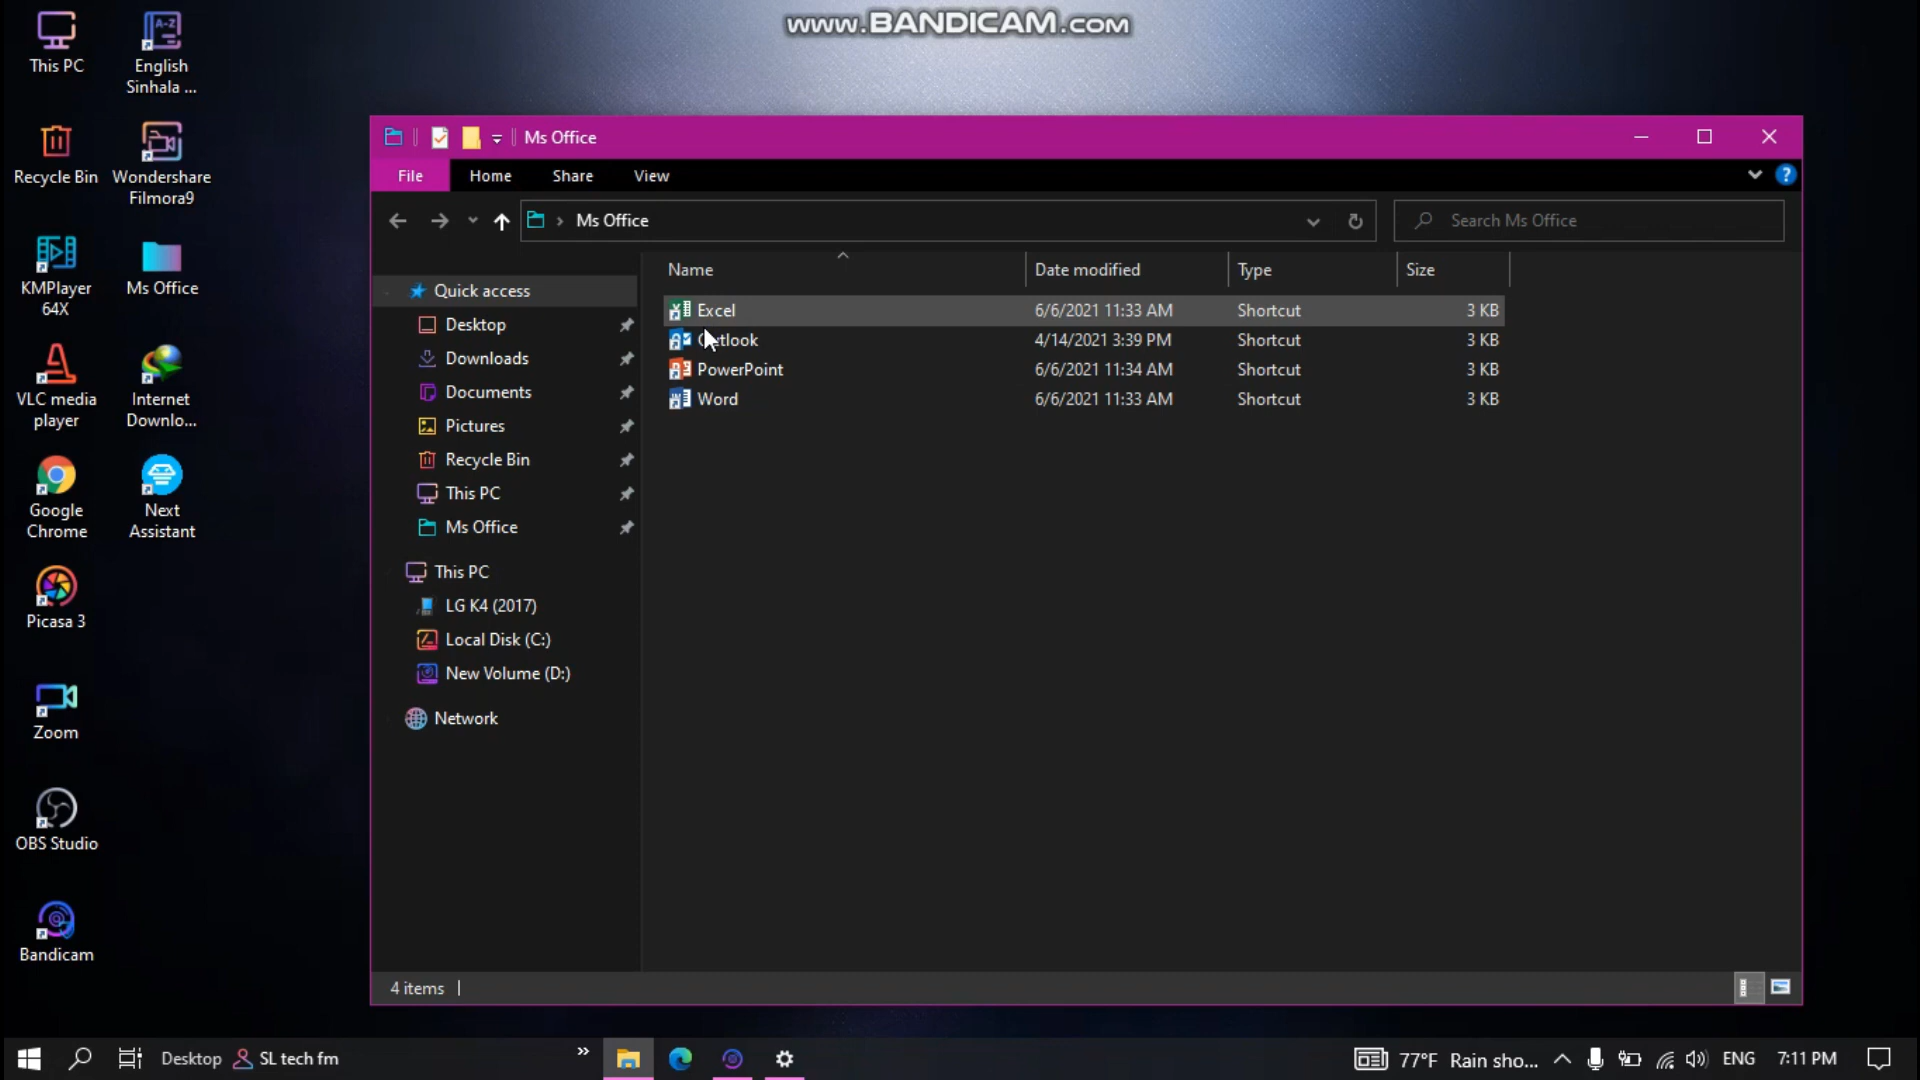 www.BANDICAM.com
This PC
English
Sinhala ...
Recycle Bin
Wondershare
Filmora9
KMPlayer
64X
Ms Office
VLC media
player
Internet
Downlo...
Google
Chrome
Next
Assistant
Picasa 3
Zoom
OBS Studio
Bandicam
Ms Office
File Home Share View
Ms Office
Search Ms Office
Name Date modified Type Size
Excel 6/6/2021 11:33 AM Shortcut 3 KB
4/14/2021 3:39 PM Shortcut 3 KB
PowerPoint 6/6/2021 11:34 AM Shortcut 3 KB
Word 6/6/2021 11:33 AM Shortcut 3 KB
Quick access
Desktop
Downloads
Documents
Pictures
Recycle Bin
This PC
Ms Office
This PC
LG K4 (2017)
Local Disk (C:)
New Volume (D:)
Network
4 items
Desktop SL tech fm
77°F Rain sho... ENG 7:11 PM